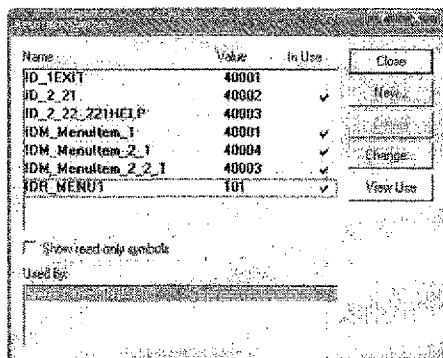 Name Value In Use
ID_1EXIT 40001
ID_2_21 40002
ID_2_22_221HELP 40003
IDM_MenuItem_1 40001
IDM_MenuItem_2_1 40004
IDM_MenuItem_2_2_1 40003
IDR_MENU1 101
Close
New...
Change...
View Use
Show read-only symbols
Used by: